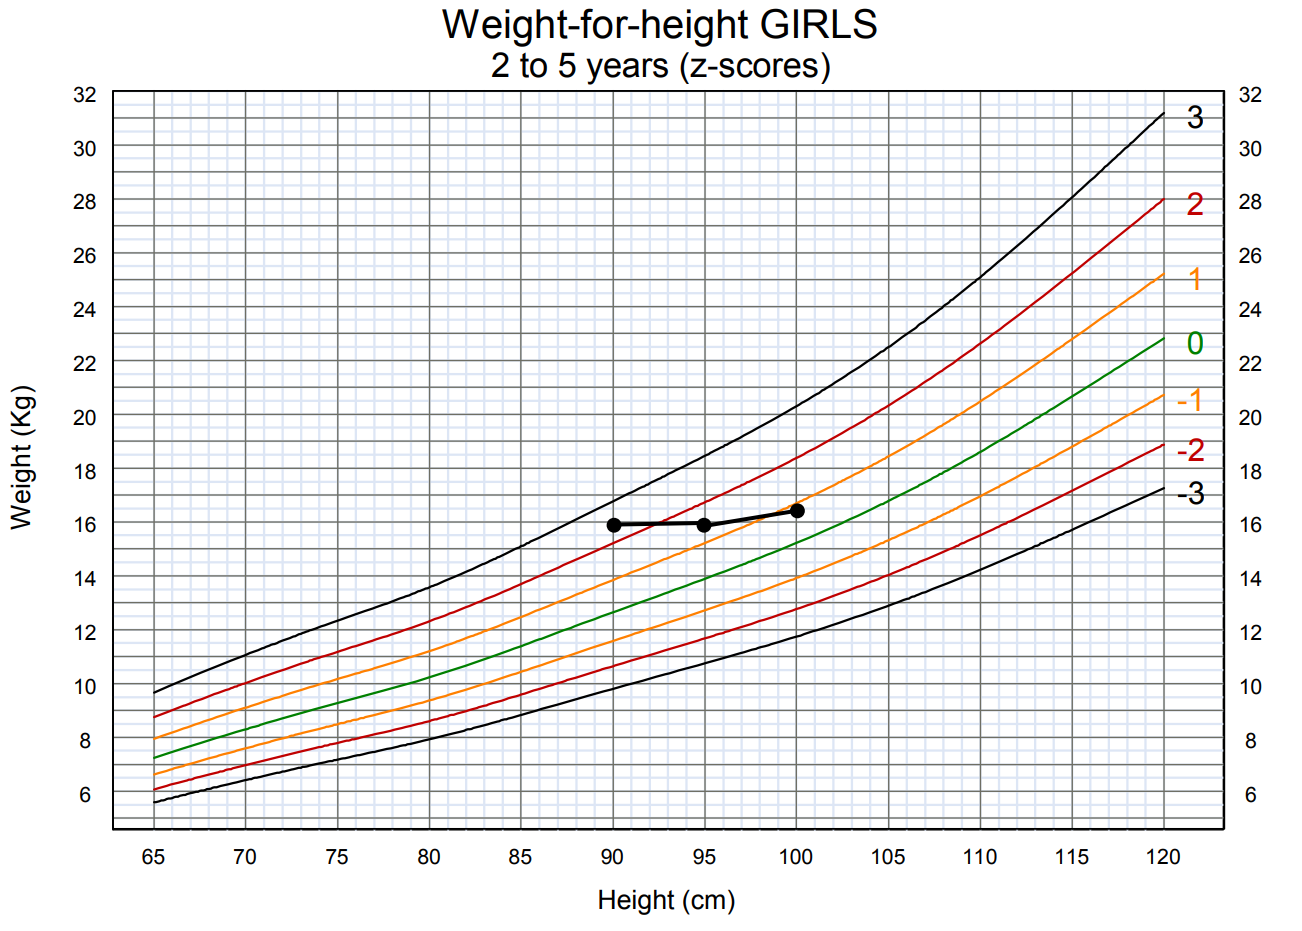 Weight-for-height GIRLS
2 to 5 years (z-scores)
32 32
3
30 30
28 2 28
26 26
1
24 24
22 0 22
20 -1 20
18 -2 18
-3
16 16
14 14
12 12
10 10
8 8
6 6
Weight (Kg)
65 70 75 80 85 90 95 100 105 110 115 120
Height (cm)